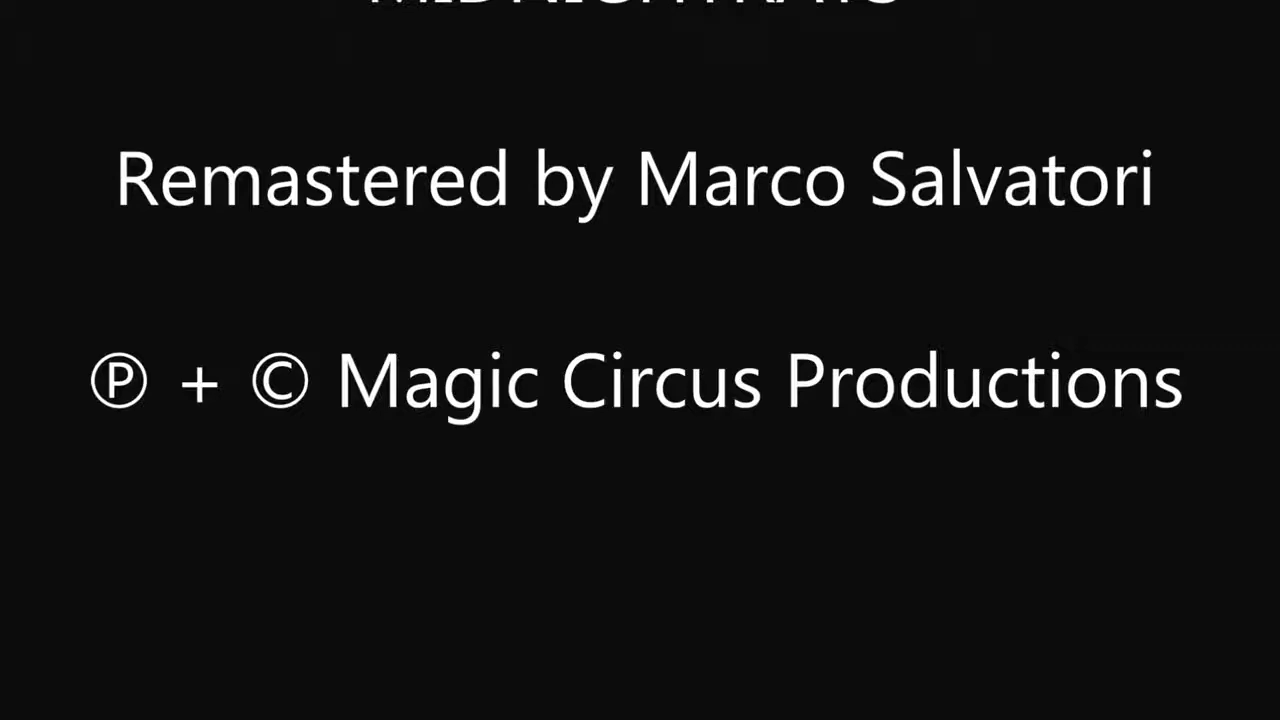 Remastered by Marco Salvatori
℗ + © Magic Circus Productions